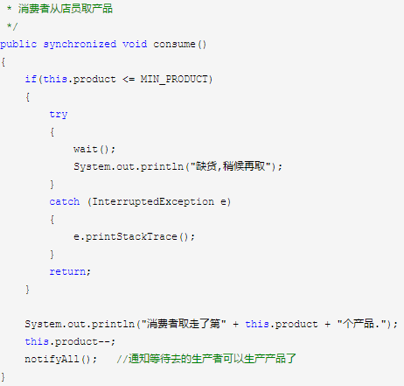 * 消费者从店员取产品
 */
public synchronized void consume()
{
    if(this.product <= MIN_PRODUCT)
    {
        try
        {
            wait();
            System.out.println("缺货,稍候再取");
        }
        catch (InterruptedException e)
        {
            e.printStackTrace();
        }
        return;
    }

    System.out.println("消费者取走了第" + this.product + "个产品.");
    this.product--;
    notifyAll();   //通知等待去的生产者可以生产产品了
}